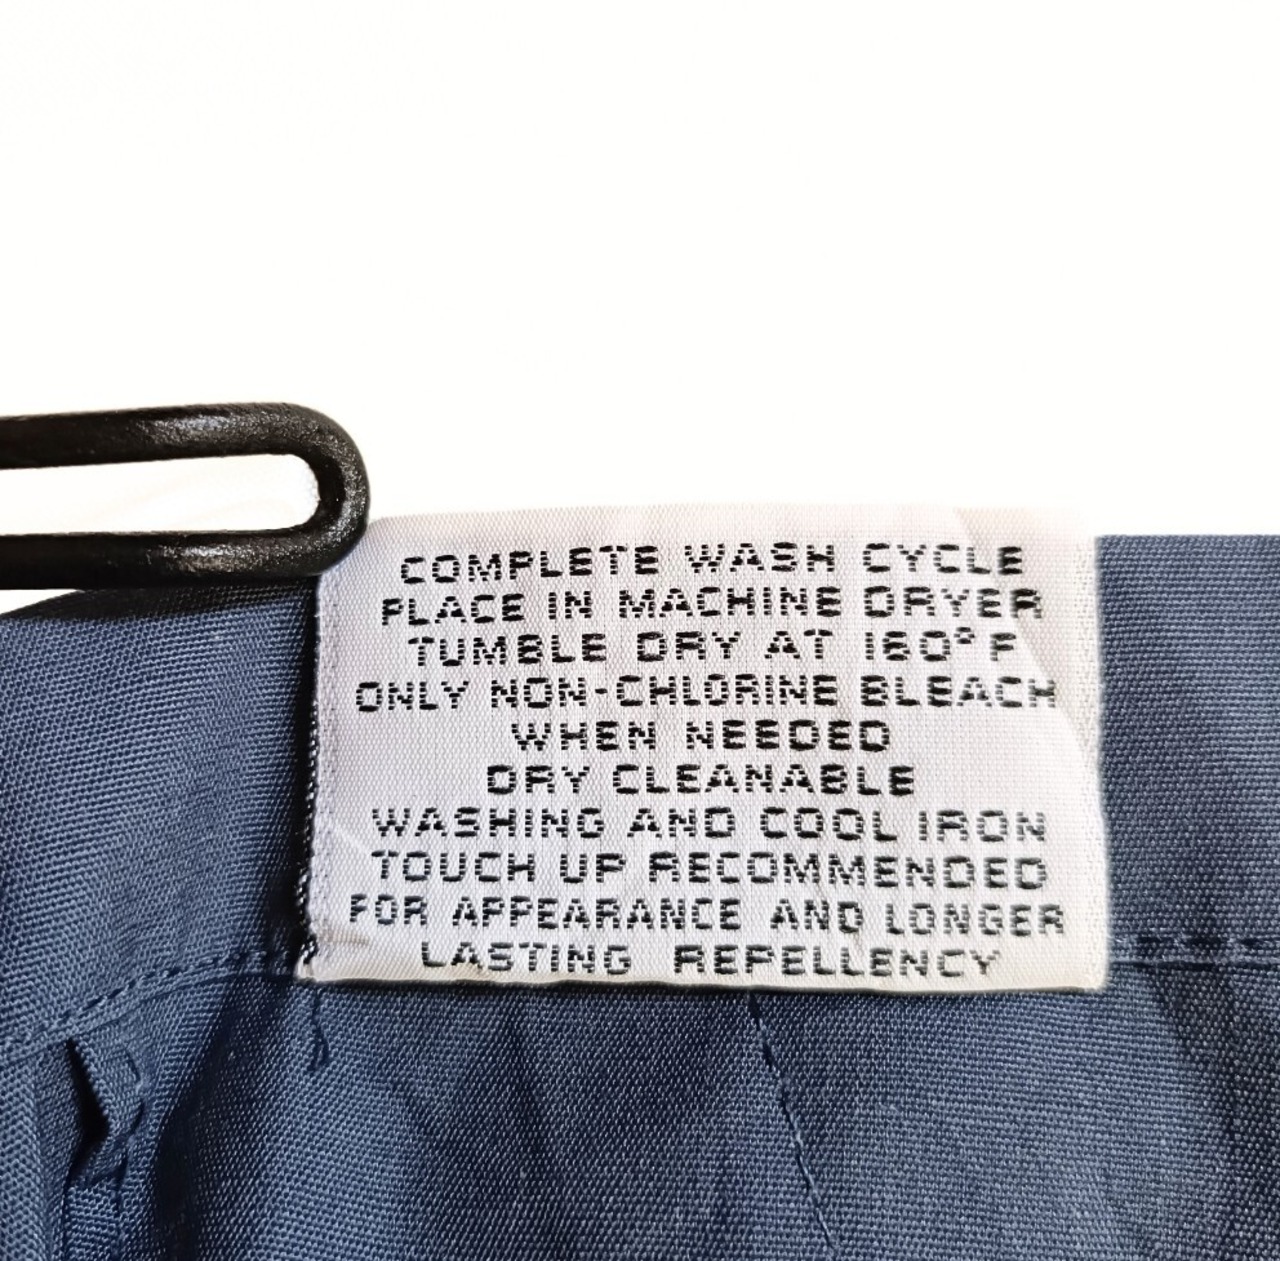 COMPLETE WASH CYCLE
PLACE IN MACHINE DRYER
TUMBLE DRY AT 160° F
ONLY NON-CHLORINE BLEACH
WHEN NEEDED
DRY CLEANABLE
WASHING AND COOL IRON
TOUCH UP RECOMMENDED
FOR APPEARANCE AND LONGER
LASTING REPELLENCY